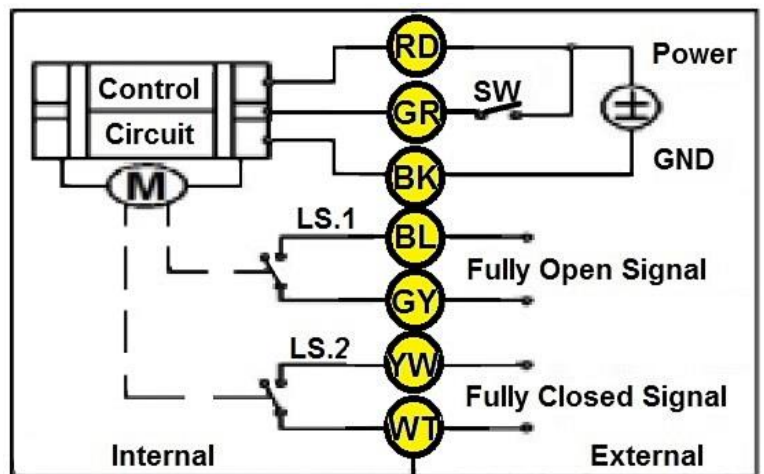 RD
Power
Control
SW
GR
Circuit
GND
BK
M
LS.1
BL
Fully Open Signal
GY
LS.2
YW
Fully Closed Signal
WT
Internal
External